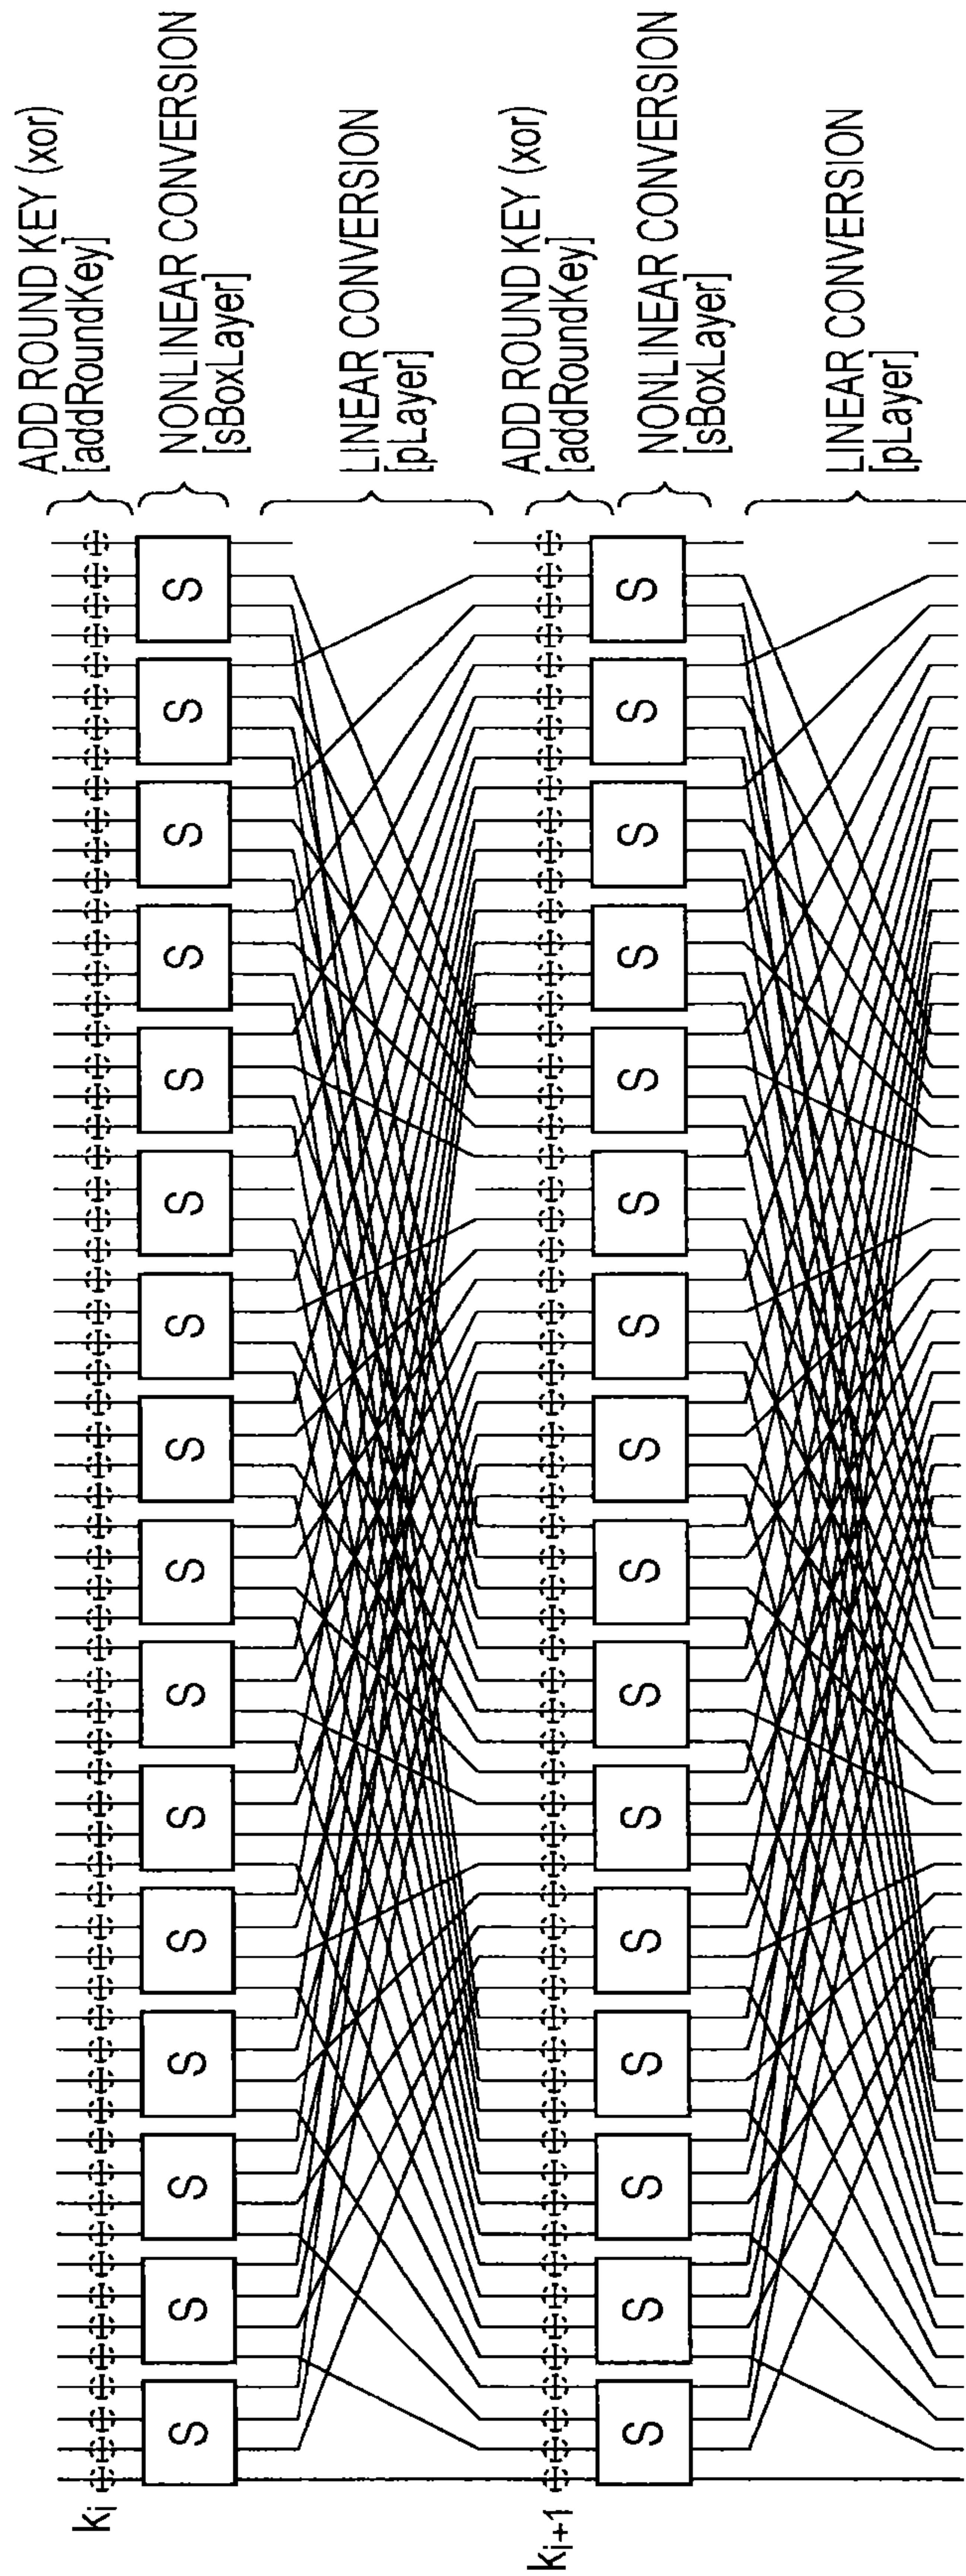 ADD ROUND KEY (xor)
[addRoundKey]
NONLINEAR CONVERSION
[sBoxLayer]
LINEAR CONVERSION
[pLayer]
ADD ROUND KEY (xor)
[addRoundKey]
NONLINEAR CONVERSION
[sBoxLayer]
LINEAR CONVERSION
[pLayer]
ki
S S S S S S S S S S S S S S S S
ki+1
S S S S S S S S S S S S S S S S